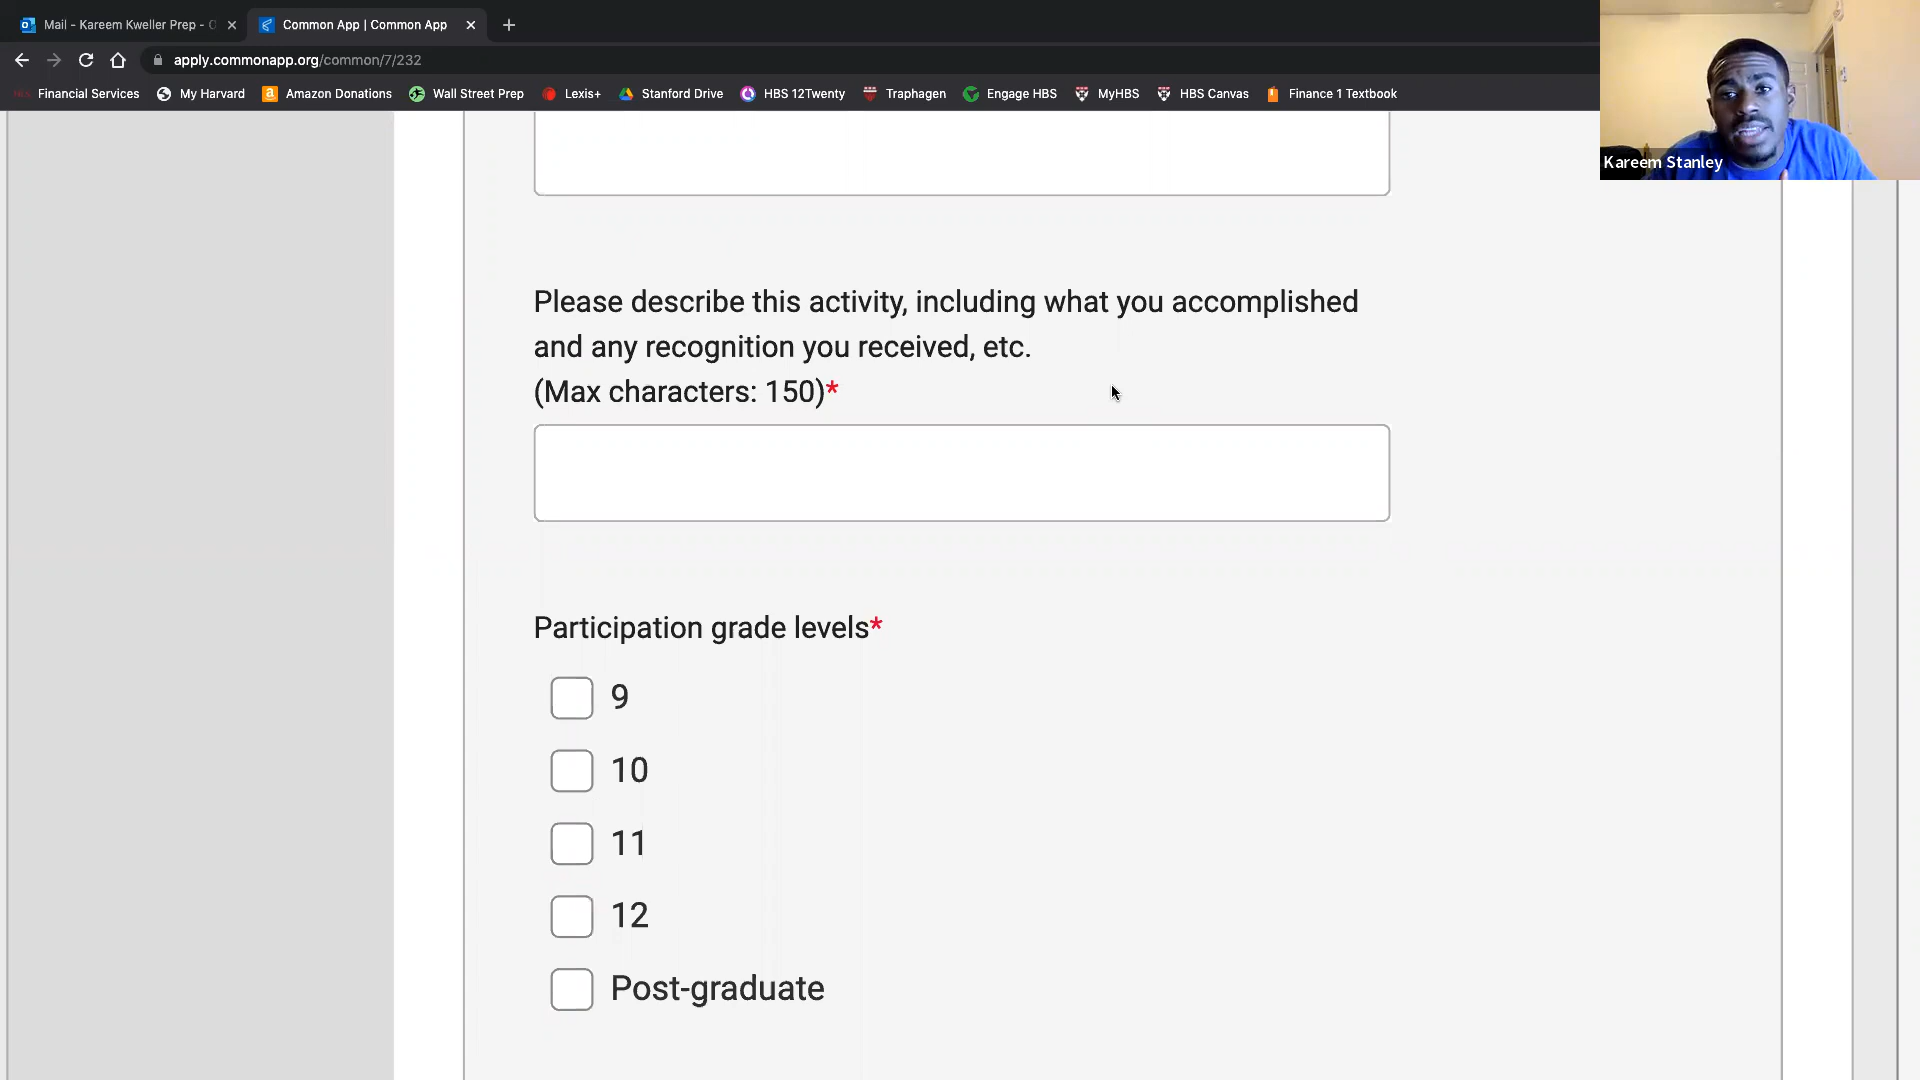 Mail - Kareem Kweller Prep -
Common App | Common App
apply.commonapp.org/common/7/232
Financial Services
My Harvard
Amazon Donations
Wall Street Prep
Lexis+
Stanford Drive
HBS 12Twenty
Traphagen
Engage HBS
MyHBS
HBS Canvas
Finance 1 Textbook
Kareem Stanley
Please describe this activity, including what you accomplished
and any recognition you received, etc.
(Max characters: 150)*
Participation grade levels*
9
10
11
12
Post-graduate